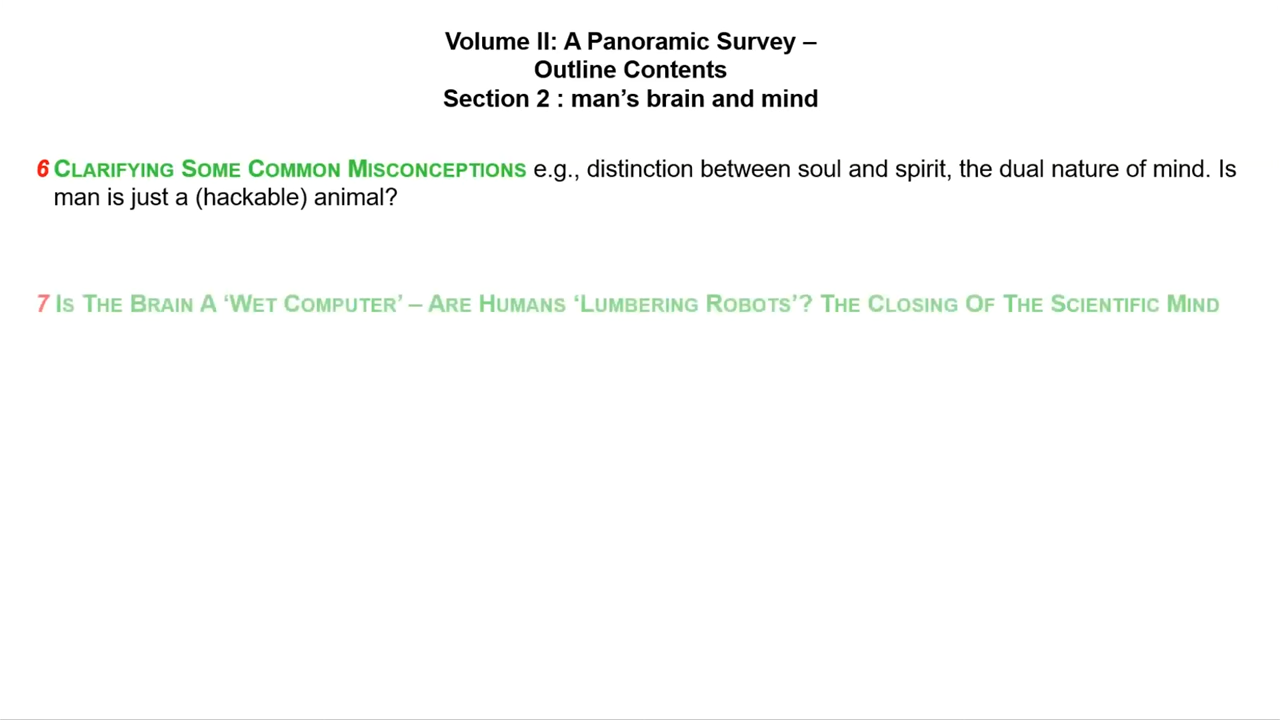 Volume II: A Panoramic Survey –
Outline Contents
Section 2 : man’s brain and mind
6 CLARIFYING SOME COMMON MISCONCEPTIONS e.g., distinction between soul and spirit, the dual nature of mind. Is
man is just a (hackable) animal?
7 IS THE BRAIN A ‘WET COMPUTER’ – ARE HUMANS ‘LUMBERING ROBOTS’? THE CLOSING OF THE SCIENTIFIC MIND